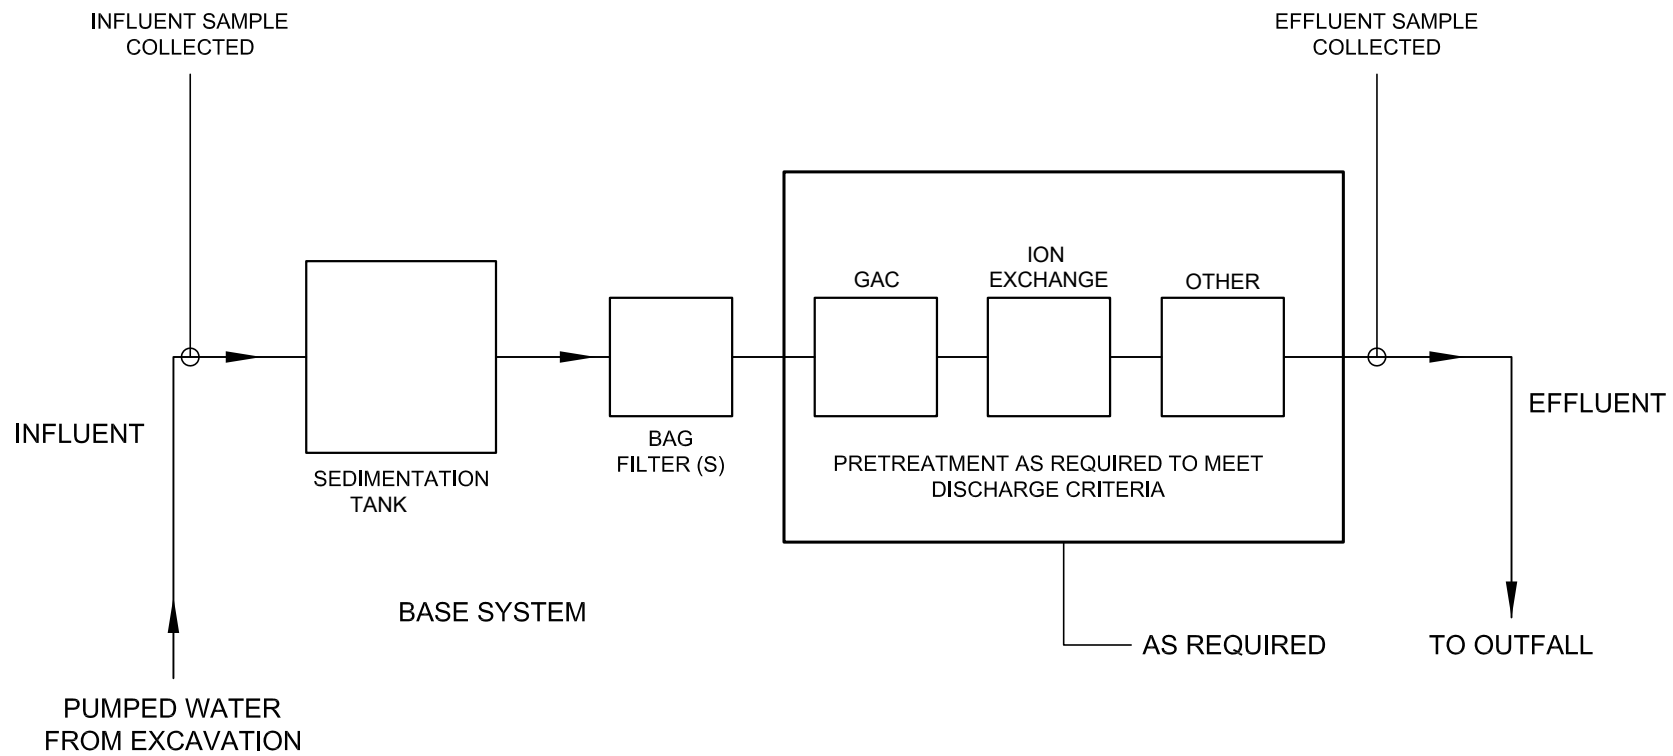 INFLUENT SAMPLE
COLLECTED
EFFLUENT SAMPLE
COLLECTED
GAC
ION
EXCHANGE
OTHER
INFLUENT
SEDIMENTATION
TANK
BAG
FILTER (S)
PRETREATMENT AS REQUIRED TO MEET
DISCHARGE CRITERIA
EFFLUENT
BASE SYSTEM
AS REQUIRED
TO OUTFALL
PUMPED WATER
FROM EXCAVATION